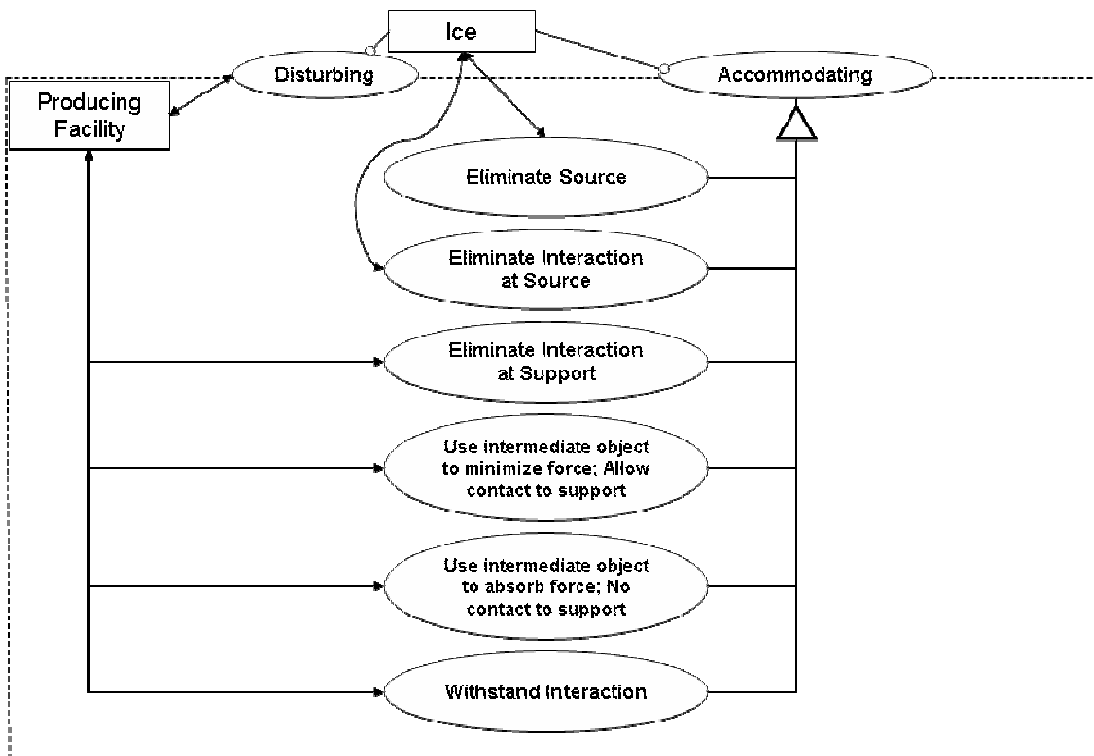 Ice
Disturbing
Accommodating
Producing
Facility
Eliminate Source
Eliminate Interaction
at Source
Eliminate Interaction
at Support
Use intermediate object
to minimize force; Allow
contact to support
Use intermediate object
to absorb force; No
contact to support
Withstand Interaction